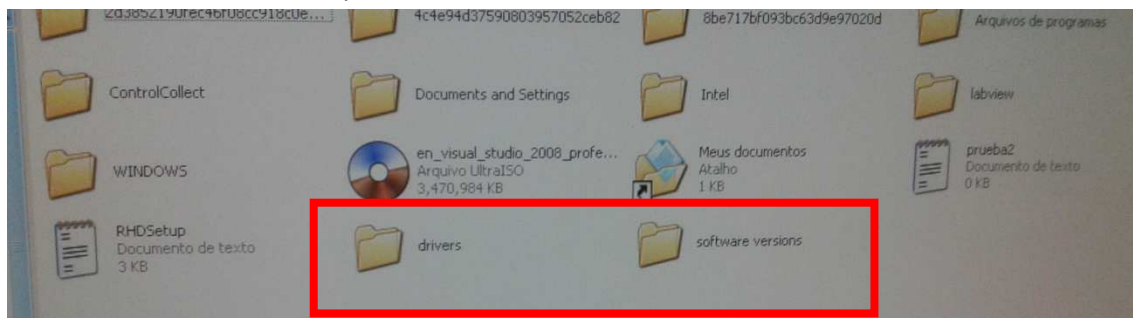 2d3852190fec46f08cc918c0e...
4c4e94d37590803957052ceb82
8be717bf093bc63d9e97020d
Arquivos de programas
ControlCollect
Documents and Settings
Intel
labview
WINDOWS
en_visual_studio_2008_profe...
Arquivo UltraISO
3,470,984 KB
Meus documentos
Atalho
1 KB
prueba2
Documento de texto
0 KB
RHDSetup
Documento de texto
3 KB
drivers
software versions